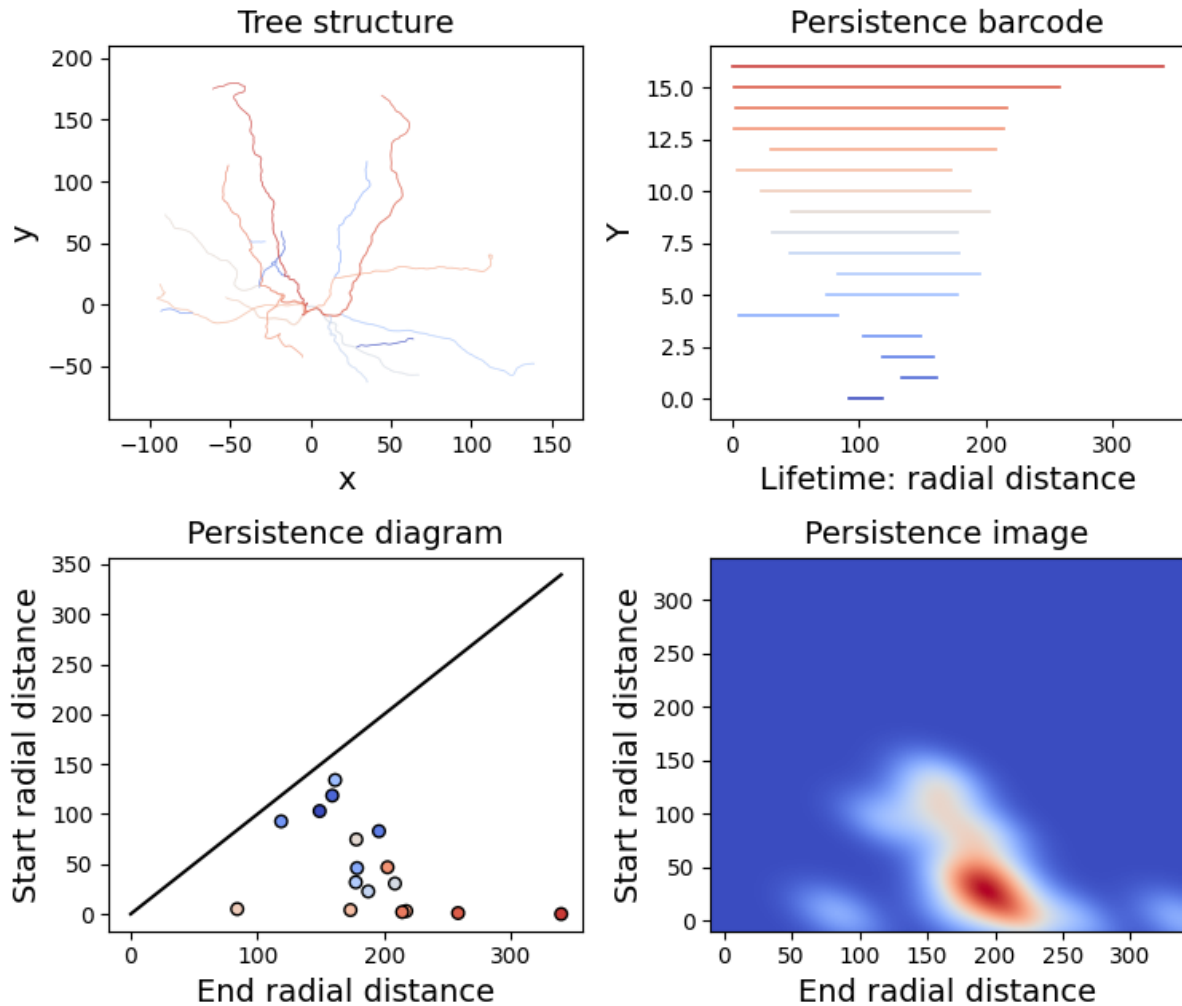 Tree structure
200
150
100
50
0
−50
y
−100 −50 0 50 100 150
x
Persistence barcode
15.0
12.5
10.0
7.5
5.0
2.5
0.0
Y
0 100 200 300
Lifetime: radial distance
Persistence diagram
350
300
250
200
150
100
50
0
Start radial distance
0 100 200 300
End radial distance
Persistence image
300
250
200
150
100
50
0
Start radial distance
0 50 100 150 200 250 300
End radial distance